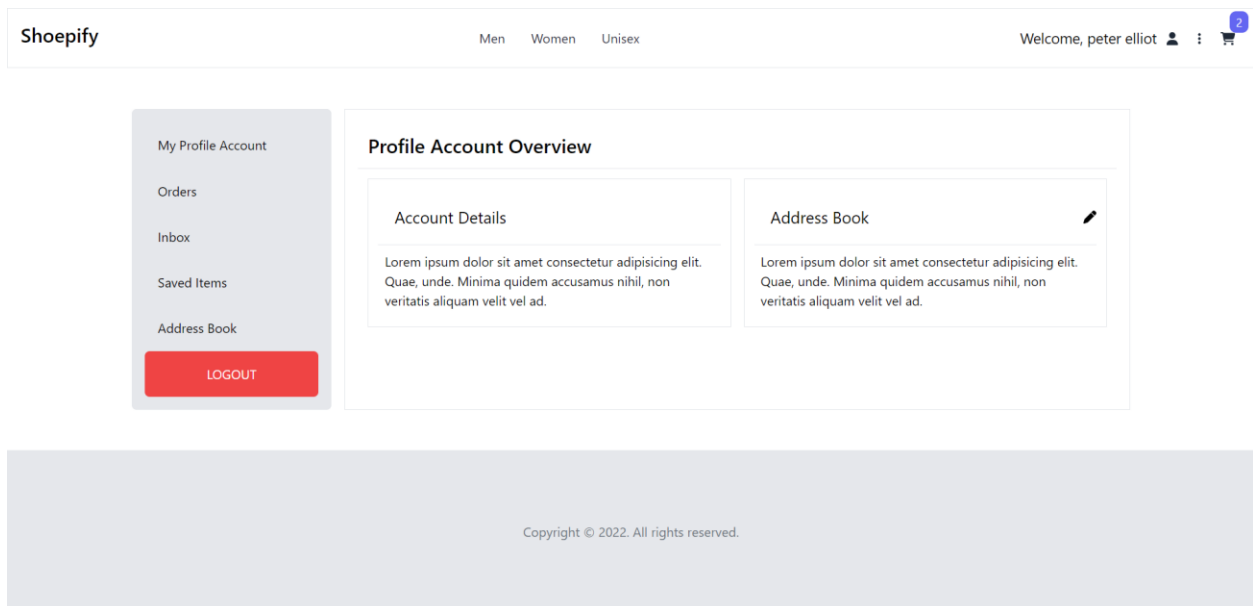 Shoepify
Men Women Unisex
Welcome, peter elliot
2
My Profile Account
Orders
Inbox
Saved Items
Address Book
LOGOUT
Profile Account Overview
Account Details
Lorem ipsum dolor sit amet consectetur adipisicing elit.
Quae, unde. Minima quidem accusamus nihil, non
veritatis aliquam velit vel ad.
Address Book
Lorem ipsum dolor sit amet consectetur adipisicing elit.
Quae, unde. Minima quidem accusamus nihil, non
veritatis aliquam velit vel ad.
Copyright © 2022. All rights reserved.